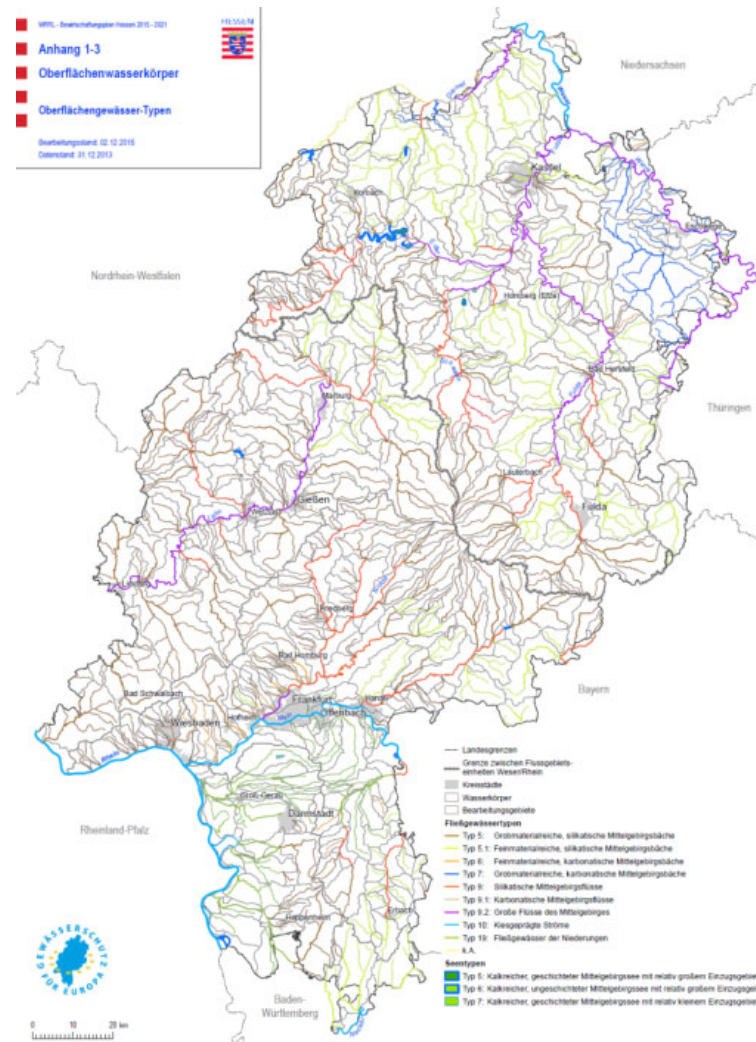 WRRL - Bewirtschaftungsplan Hessen 2015 - 2021
HESSEN
Anhang 1-3
Oberflächenwasserkörper
Oberflächengewässer-Typen
Bearbeitungsstand: 02.12.2015
Datenstand: 31.12.2013
Niedersachsen
Kassel
Korbach
Nordrhein-Westfalen
Homberg (Efze)
Bad Hersfeld
Thüringen
Marburg
Lauterbach
Gießen
Wetzlar
Fulda
Limburg
Friedberg
Bad Homburg
Bayern
Bad Schwalbach
Frankfurt
Hanau
Hofheim
Offenbach
Wiesbaden
Main
Rhein
Groß-Gerau
Darmstadt
Rheinland-Pfalz
Heppenheim
Erbach
Baden-
Württemberg
Landesgrenzen
Grenze zwischen Flussgebiets-
einheiten Weser/Rhein
Kreisstädte
Wasserkörper
Bearbeitungsgebiete
Fließgewässertypen
Typ 5: Grobmaterialreiche, silikatische Mittelgebirgsbäche
Typ 5.1: Feinmaterialreiche, silikatische Mittelgebirgsbäche
Typ 6: Feinmaterialreiche, karbonatische Mittelgebirgsbäche
Typ 7: Grobmaterialreiche, karbonatische Mittelgebirgsbäche
Typ 9: Silikatische Mittelgebirgsflüsse
Typ 9.1: Karbonatische Mittelgebirgsflüsse
Typ 9.2: Große Flüsse des Mittelgebirges
Typ 10: Kiesgeprägte Ströme
Typ 19: Fließgewässer der Niederungen
k.A.
Seentypen
Typ 5: Kalkreicher, geschichteter Mittelgebirgssee mit relativ großem Einzugsgebie
Typ 6: Kalkreicher, ungeschichteter Mittelgebirgssee mit relativ großem Einzugsge
Typ 7: Kalkreicher, geschichteter Mittelgebirgssee mit relativ kleinem Einzugsgebie
GEWÄSSERSCHUTZ
FÜR EUROPA
0 10 20 km